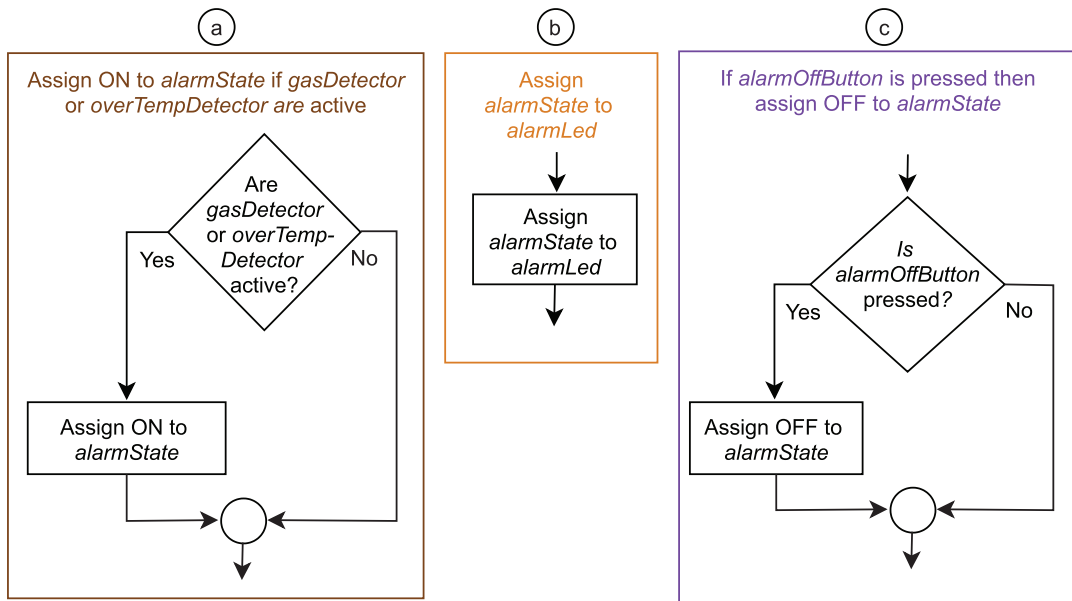 a
Assign ON to alarmState if gasDetector
or overTempDetector are active
Are
gasDetector
or overTemp-
Detector
active?
Yes
No
Assign ON to
alarmState
b
Assign
alarmState to
alarmLed
Assign
alarmState to
alarmLed
c
If alarmOffButton is pressed then
assign OFF to alarmState
Is
alarmOffButton
pressed?
Yes
No
Assign OFF to
alarmState